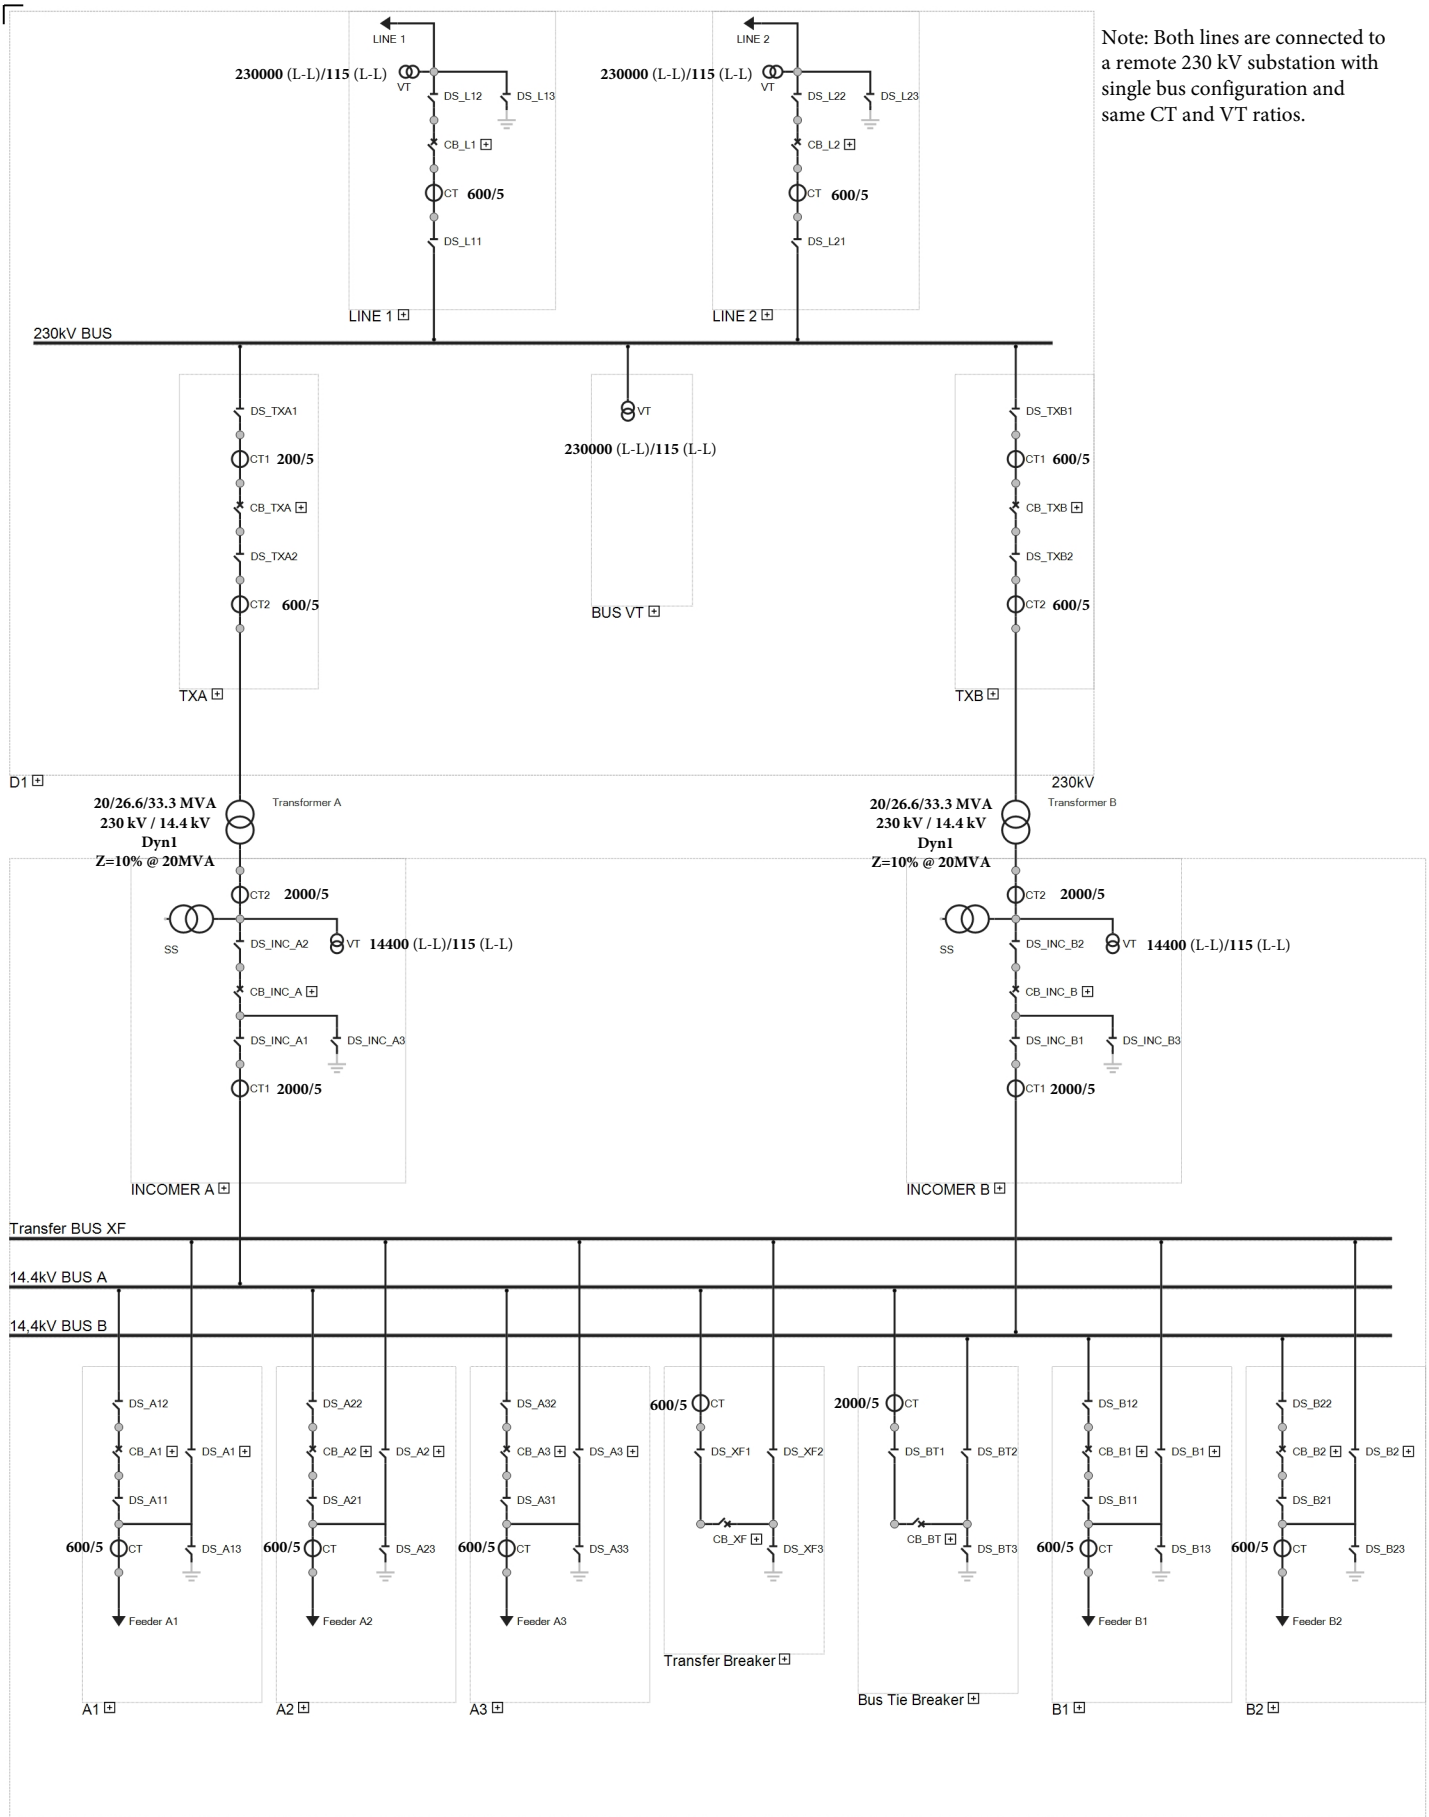 LINE 1
230000 (L-L)/115 (L-L)
VT
DS_L12
DS_L13
CB_L1
CT 600/5
DS_L11
LINE 1
LINE 2
230000 (L-L)/115 (L-L)
VT
DS_L22
DS_L23
CB_L2
CT 600/5
DS_L21
LINE 2
Note: Both lines are connected to
a remote 230 kV substation with
single bus configuration and
same CT and VT ratios.
230kV BUS
DS_TXA1
CT1 200/5
CB_TXA
DS_TXA2
CT2 600/5
TXA
VT
230000 (L-L)/115 (L-L)
BUS VT
DS_TXB1
CT1 600/5
CB_TXB
DS_TXB2
CT2 600/5
TXB
D1
230kV
20/26.6/33.3 MVA
230 kV / 14.4 kV
Dyn1
Z=10% @ 20MVA
Transformer A
20/26.6/33.3 MVA
230 kV / 14.4 kV
Dyn1
Z=10% @ 20MVA
Transformer B
CT2 2000/5
SS
DS_INC_A2
VT 14400 (L-L)/115 (L-L)
CB_INC_A
DS_INC_A1
DS_INC_A3
CT1 2000/5
INCOMER A
CT2 2000/5
SS
DS_INC_B2
VT 14400 (L-L)/115 (L-L)
CB_INC_B
DS_INC_B1
DS_INC_B3
CT1 2000/5
INCOMER B
Transfer BUS XF
14.4kV BUS A
14,4kV BUS B
DS_A12
CB_A1
DS_A1
DS_A11
600/5 CT
DS_A13
Feeder A1
A1
DS_A22
CB_A2
DS_A2
DS_A21
600/5 CT
DS_A23
Feeder A2
A2
DS_A32
CB_A3
DS_A3
DS_A31
600/5 CT
DS_A33
Feeder A3
A3
600/5 CT
DS_XF1
DS_XF2
CB_XF
DS_XF3
Transfer Breaker
2000/5 CT
DS_BT1
DS_BT2
CB_BT
DS_BT3
Bus Tie Breaker
DS_B12
CB_B1
DS_B1
DS_B11
600/5 CT
DS_B13
Feeder B1
B1
DS_B22
CB_B2
DS_B2
DS_B21
600/5 CT
DS_B23
Feeder B2
B2